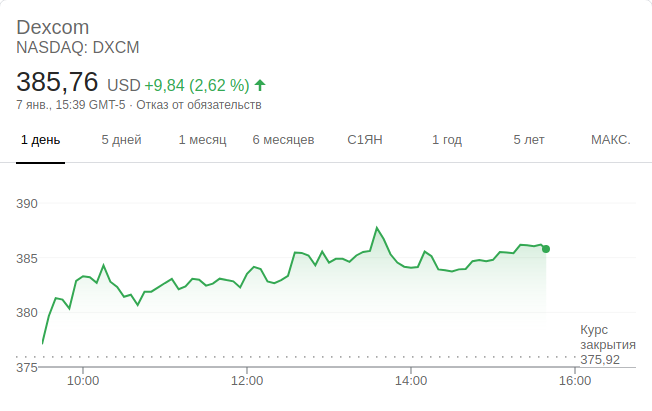 Dexcom
NASDAQ: DXCM
385,76 USD +9,84 (2,62 %)
7 янв., 15:39 GMT-5 · Отказ от обязательств
1 день 5 дней 1 месяц 6 месяцев С1ЯН 1 год 5 лет МАКС.
390
385
380
375
Курс
закрытия
375,92
10:00 12:00 14:00 16:00